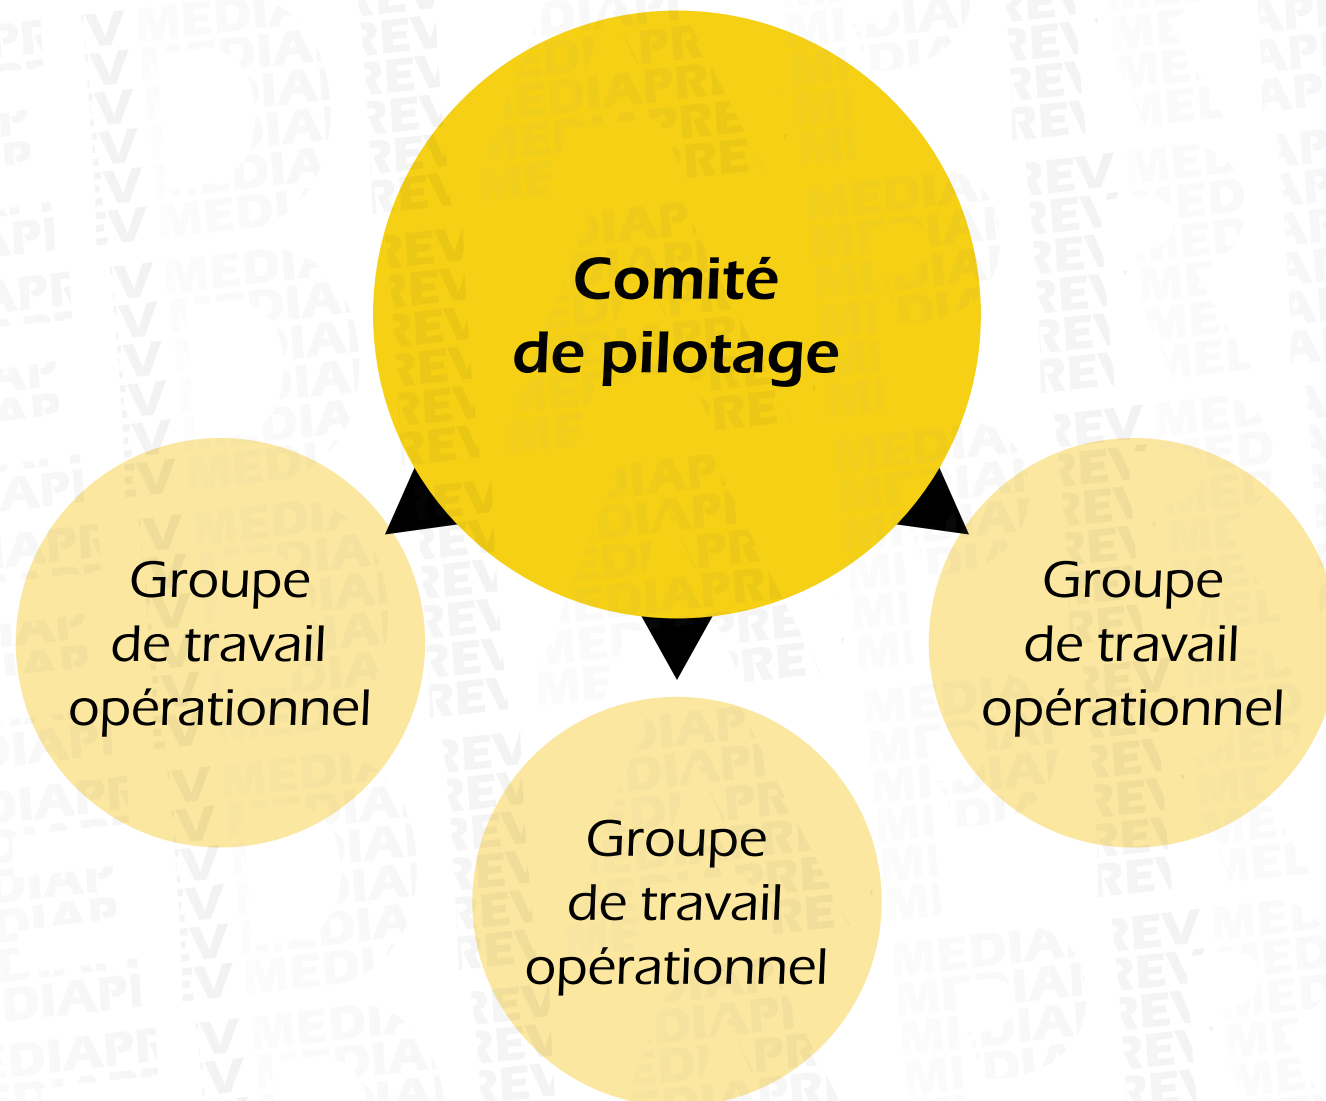 Comité
de pilotage
Groupe
de travail
opérationnel
Groupe
de travail
opérationnel
Groupe
de travail
opérationnel